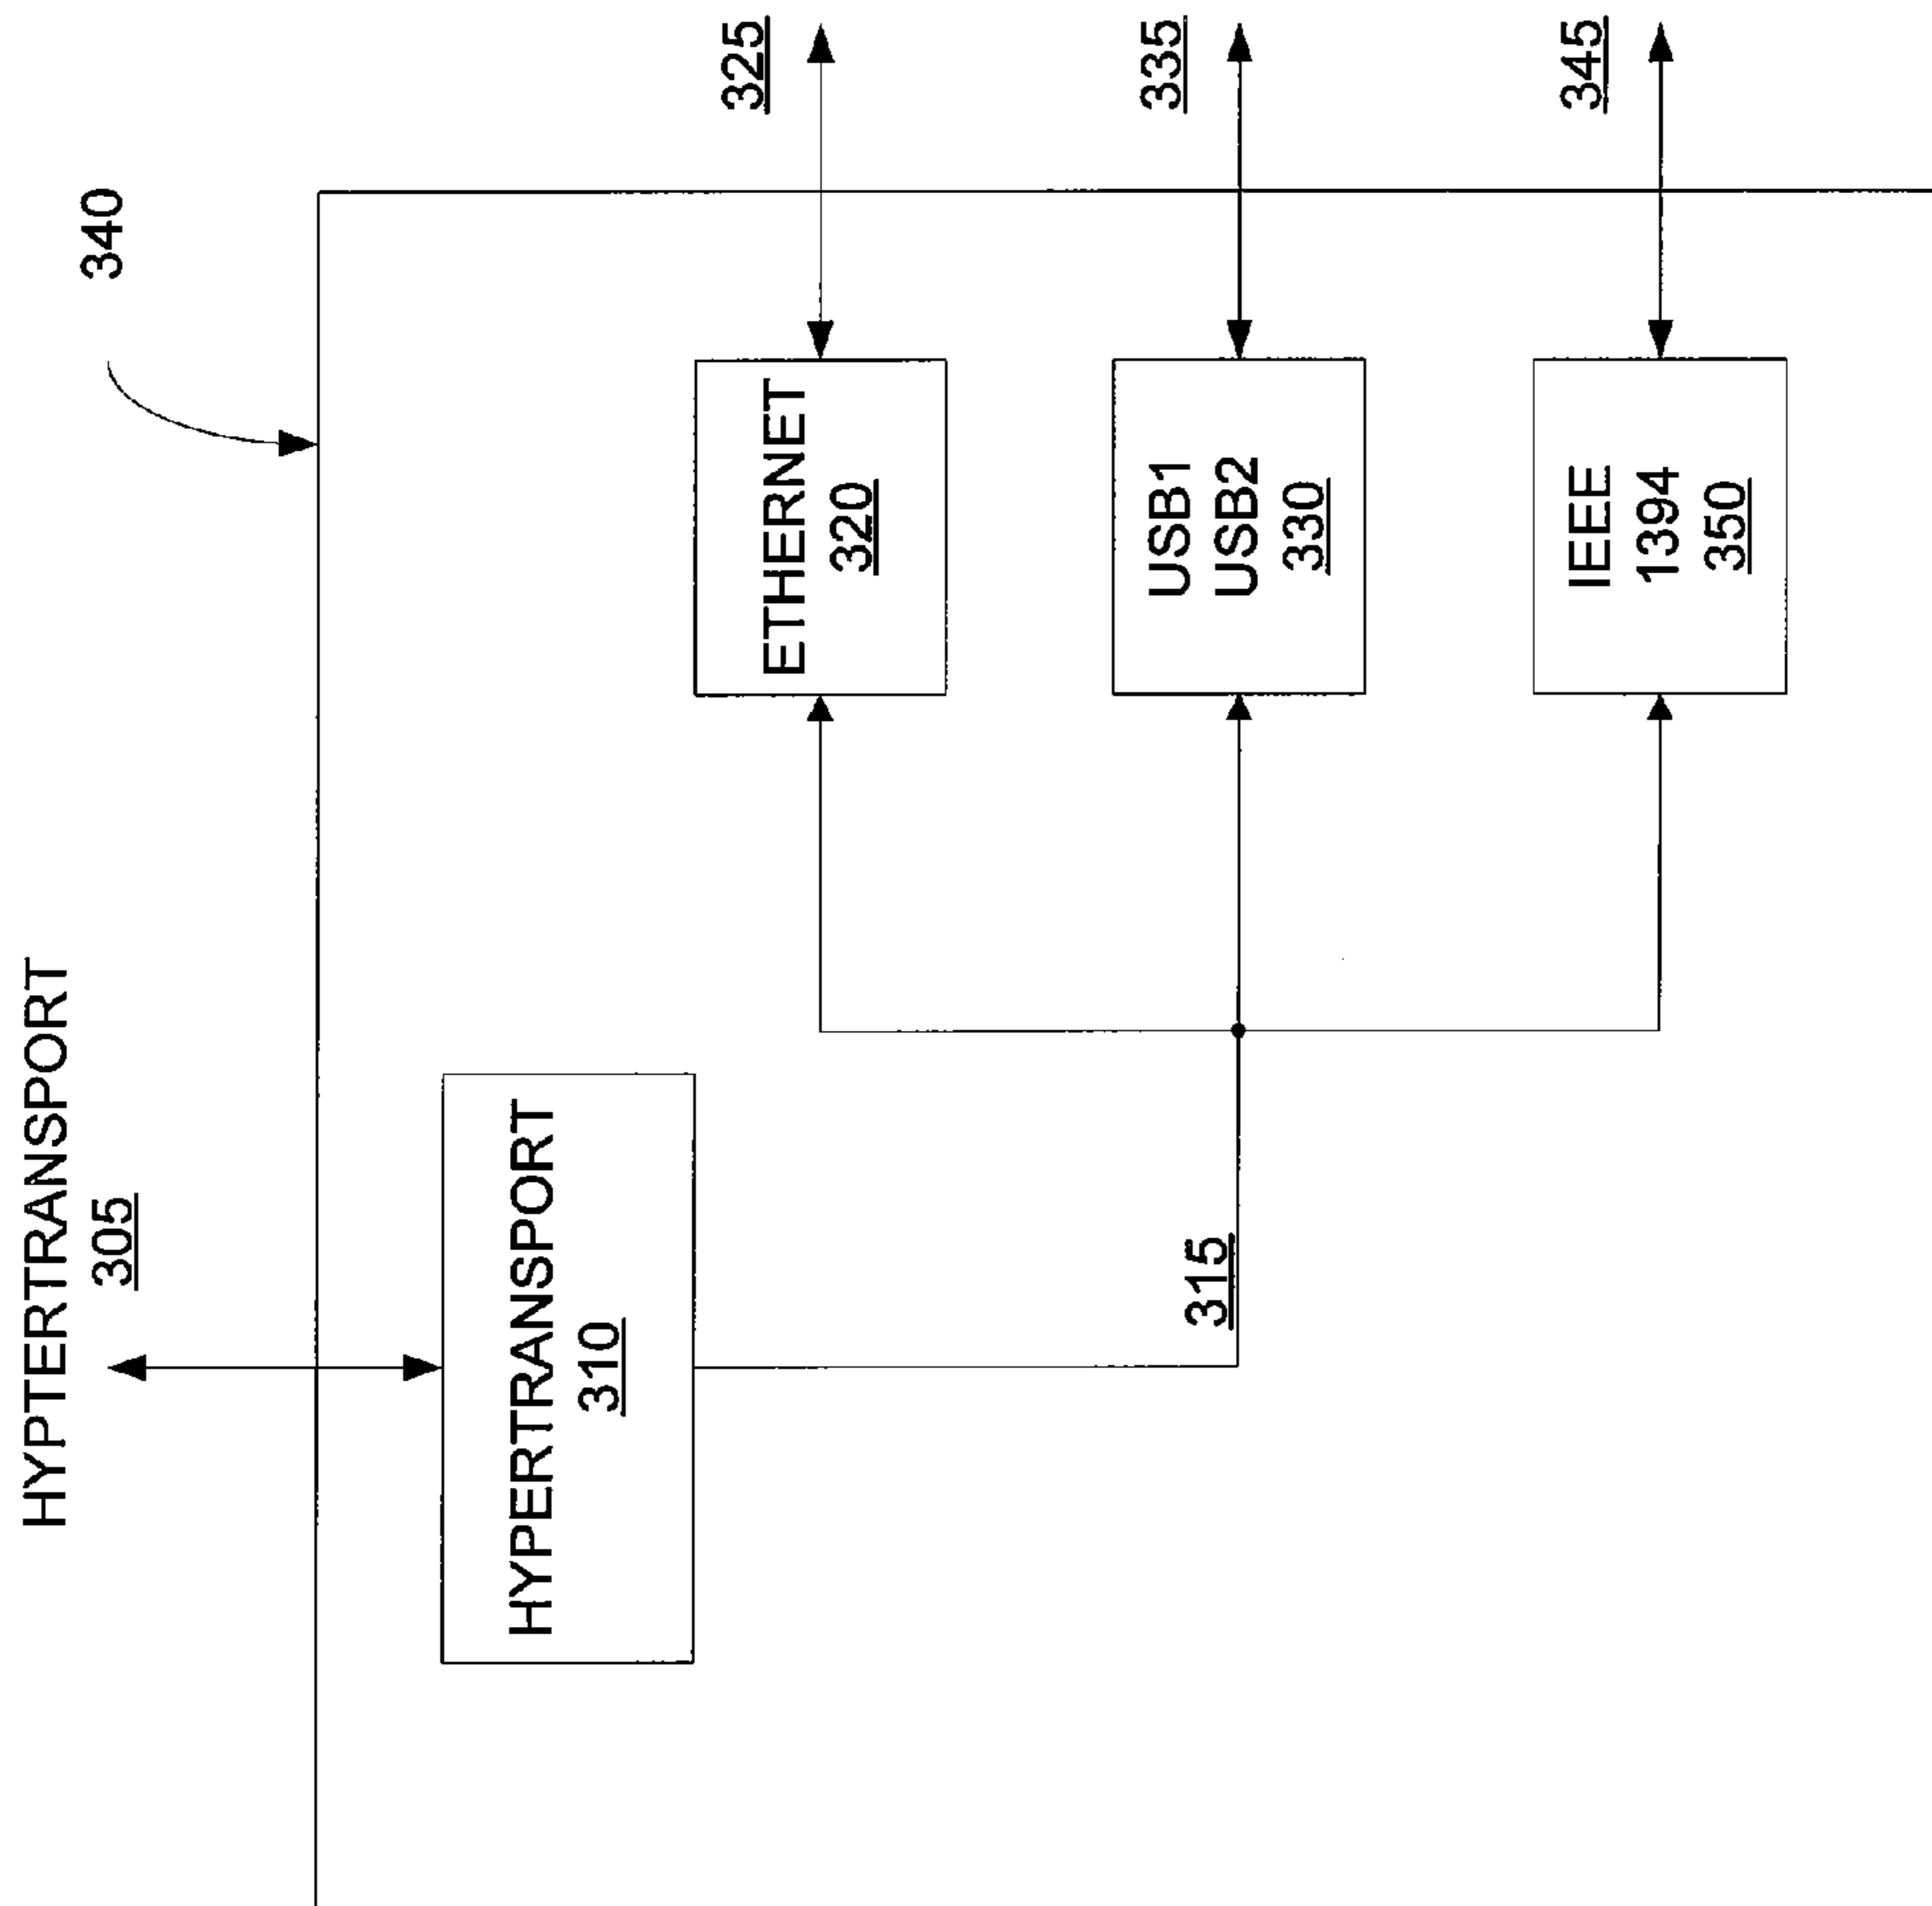 HYPTERTRANSPORT
305
340
HYPERTRANSPORT
310
325
ETHERNET
320
315
335
USB1
USB2
330
345
IEEE
1394
350